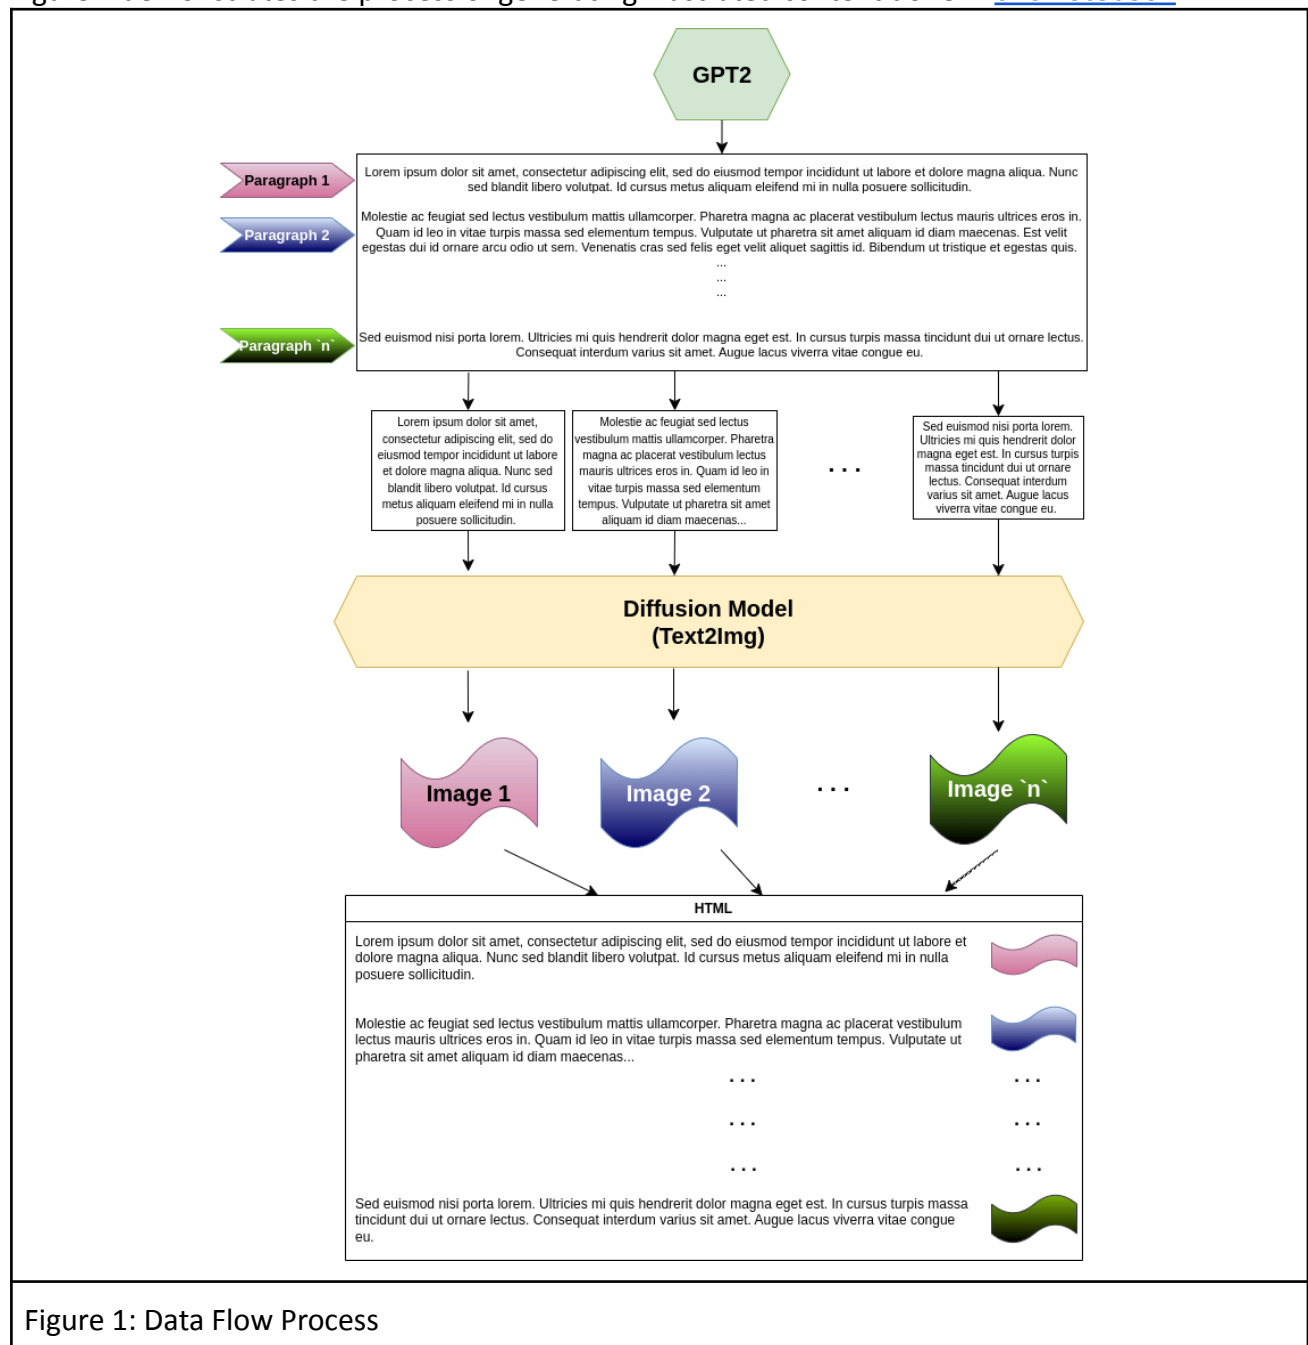 GPT2
Paragraph 1
Lorem ipsum dolor sit amet, consectetur adipiscing elit, sed do eiusmod tempor incididunt ut labore et dolore magna aliqua. Nunc
sed blandit libero volutpat. Id cursus metus aliquam eleifend mi in nulla posuere sollicitudin.
Paragraph 2
Molestie ac feugiat sed lectus vestibulum mattis ullamcorper. Pharetra magna ac placerat vestibulum lectus mauris ultrices eros in.
Quam id leo in vitae turpis massa sed elementum tempus. Vulputate ut pharetra sit amet aliquam id diam maecenas. Est velit
egestas dui id ornare arcu odio ut sem. Venenatis cras sed felis eget velit aliquet sagittis id. Bibendum ut tristique et egestas quis.
...
...
...
Paragraph `n`
Sed euismod nisi porta lorem. Ultricies mi quis hendrerit dolor magna eget est. In cursus turpis massa tincidunt dui ut ornare lectus.
Consequat interdum varius sit amet. Augue lacus viverra vitae congue eu.
Lorem ipsum dolor sit amet,
consectetur adipiscing elit, sed do
eiusmod tempor incididunt ut labore
et dolore magna aliqua. Nunc sed
blandit libero volutpat. Id cursus
metus aliquam eleifend mi in nulla
posuere sollicitudin.
Molestie ac feugiat sed lectus
vestibulum mattis ullamcorper. Pharetra
magna ac placerat vestibulum lectus
mauris ultrices eros in. Quam id leo in
vitae turpis massa sed elementum
tempus. Vulputate ut pharetra sit amet
aliquam id diam maecenas...
...
Sed euismod nisi porta lorem.
Ultricies mi quis hendrerit dolor
magna eget est. In cursus turpis
massa tincidunt dui ut ornare
lectus. Consequat interdum
varius sit amet. Augue lacus
viverra vitae congue eu.
Diffusion Model
(Text2Img)
Image 1
Image 2
...
Image `n`
HTML
Lorem ipsum dolor sit amet, consectetur adipiscing elit, sed do eiusmod tempor incididunt ut labore et
dolore magna aliqua. Nunc sed blandit libero volutpat. Id cursus metus aliquam eleifend mi in nulla
posuere sollicitudin.
Molestie ac feugiat sed lectus vestibulum mattis ullamcorper. Pharetra magna ac placerat vestibulum
lectus mauris ultrices eros in. Quam id leo in vitae turpis massa sed elementum tempus. Vulputate ut
pharetra sit amet aliquam id diam maecenas...
... ...
... ...
... ...
Sed euismod nisi porta lorem. Ultricies mi quis hendrerit dolor magna eget est. In cursus turpis massa
tincidunt dui ut ornare lectus. Consequat interdum varius sit amet. Augue lacus viverra vitae congue
eu.
Figure 1: Data Flow Process